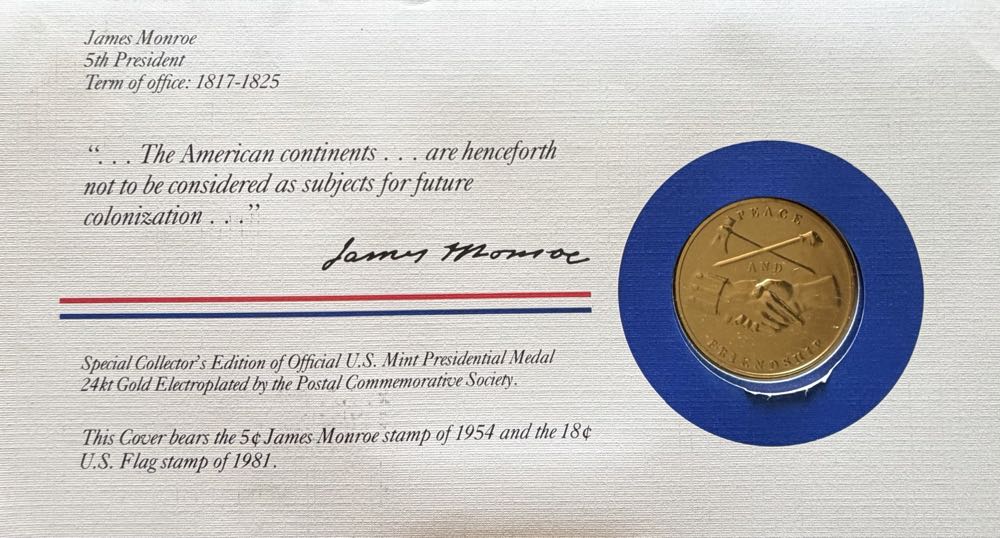 James Monroe
5th President
Term of office: 1817-1825
“. . . The American continents . . . are henceforth
not to be considered as subjects for future
colonization . . .”
James Monroe
Special Collector's Edition of Official U.S. Mint Presidential Medal
24kt Gold Electroplated by the Postal Commemorative Society.
This Cover bears the 5¢ James Monroe stamp of 1954 and the 18¢
U.S. Flag stamp of 1981.
PEACE
AND
FRIENDSHIP